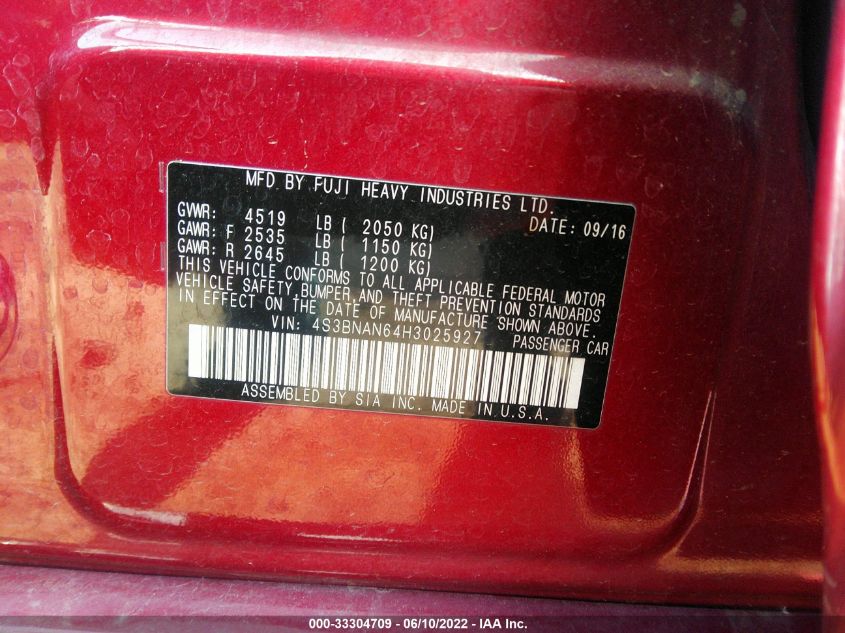 MFD. BY FUJI HEAVY INDUSTRIES LTD.
GVWR: 4519 LB ( 2050 KG) DATE: 09/16
GAWR: F 2535 LB ( 1150 KG)
GAWR: R 2645 LB ( 1200 KG)
THIS VEHICLE CONFORMS TO ALL APPLICABLE FEDERAL MOTOR
VEHICLE SAFETY, BUMPER, AND THEFT PREVENTION STANDARDS
IN EFFECT ON THE DATE OF MANUFACTURE SHOWN ABOVE.
VIN: 4S3BNAN64H3025927 PASSENGER CAR
ASSEMBLED BY SIA INC. MADE IN U.S.A.
000-33304709 - 06/10/2022 - IAA Inc.